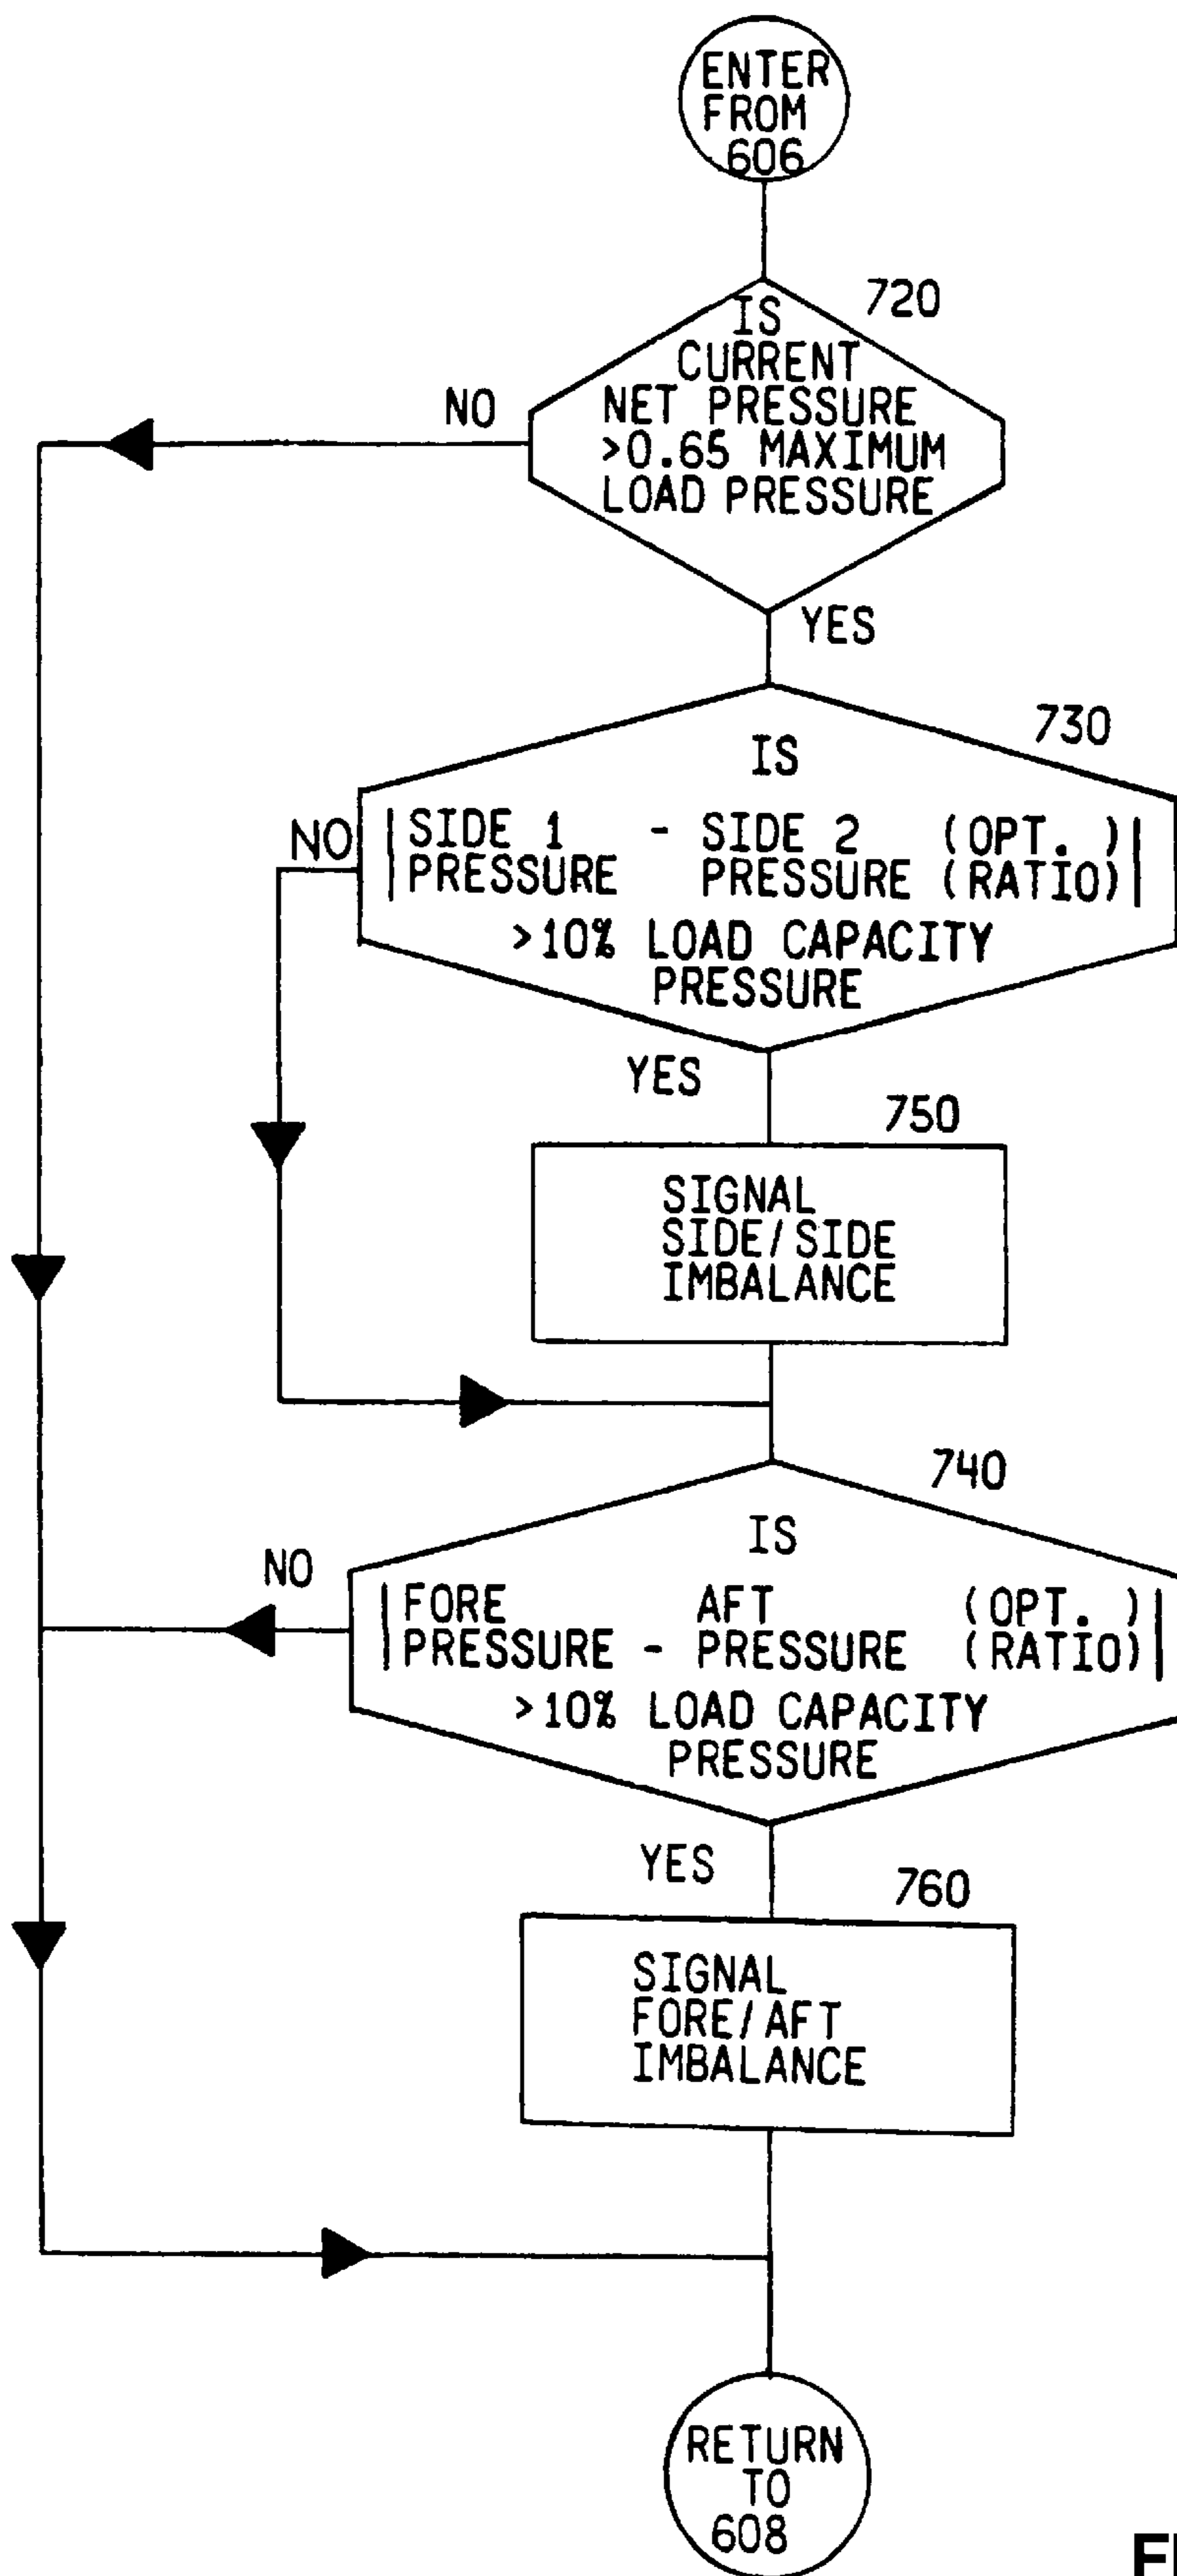 ENTER
FROM
606
720
IS
CURRENT
NET PRESSURE
>0.65 MAXIMUM
LOAD PRESSURE
NO
YES
730
IS
|SIDE 1 - SIDE 2 (OPT. )|
|PRESSURE PRESSURE (RATIO)|
>10% LOAD CAPACITY
PRESSURE
NO
YES
750
SIGNAL
SIDE/SIDE
IMBALANCE
740
IS
|FORE AFT (OPT. )|
|PRESSURE - PRESSURE (RATIO)|
>10% LOAD CAPACITY
PRESSURE
NO
YES
760
SIGNAL
FORE/AFT
IMBALANCE
RETURN
TO
608